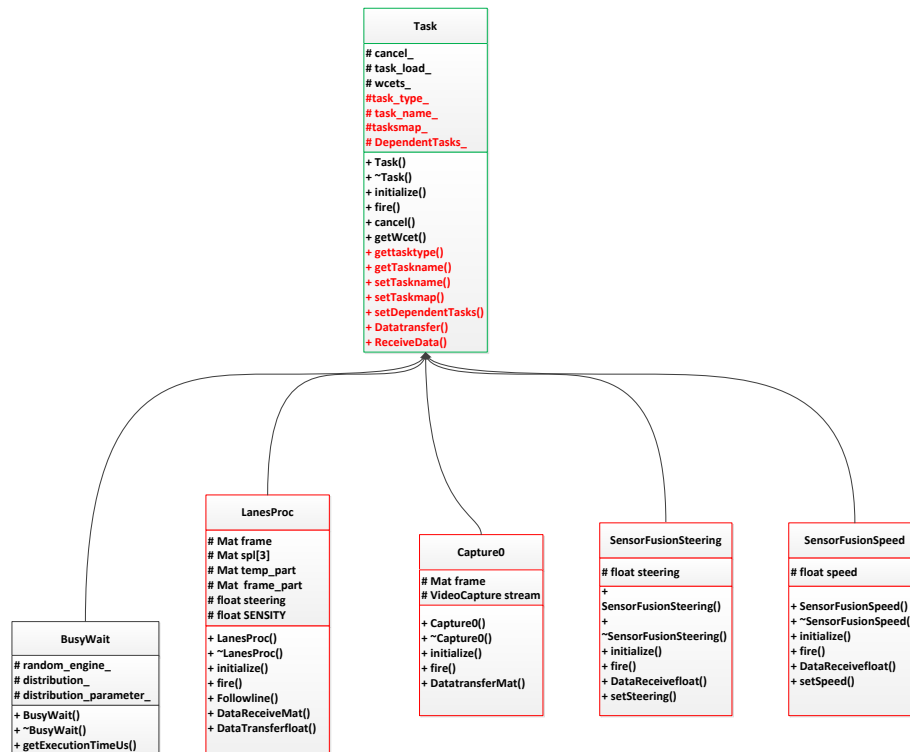 Task
# cancel_
# task_load_
# wcets_
#task_type_
# task_name_
#tasksmap_
# DependentTasks_
+ Task()
+ ~Task()
+ initialize()
+ fire()
+ cancel()
+ getWcet()
+ gettasktype()
+ getTaskname()
+ setTaskname()
+ setTaskmap()
+ setDependentTasks()
+ Datatransfer()
+ ReceiveData()
BusyWait
# random_engine_
# distribution_
# distribution_parameter_
+ BusyWait()
+ ~BusyWait()
+ getExecutionTimeUs()
LanesProc
# Mat frame
# Mat spl[3]
# Mat temp_part
# Mat  frame_part
# float steering
# float SENSITY
+ LanesProc()
+ ~LanesProc()
+ initialize()
+ fire()
+ Followline()
+ DataReceiveMat()
+ DataTransferfloat()
Capture0
# Mat frame
# VideoCapture stream
+ Capture0()
+ ~Capture0()
+ initialize()
+ fire()
+ DatatransferMat()
SensorFusionSteering
# float steering
+
SensorFusionSteering()
+
~SensorFusionSteering()
+ initialize()
+ fire()
+ DataReceivefloat()
+ setSteering()
SensorFusionSpeed
# float speed
+ SensorFusionSpeed()
+ ~SensorFusionSpeed()
+ initialize()
+ fire()
+ DataReceivefloat()
+ setSpeed()